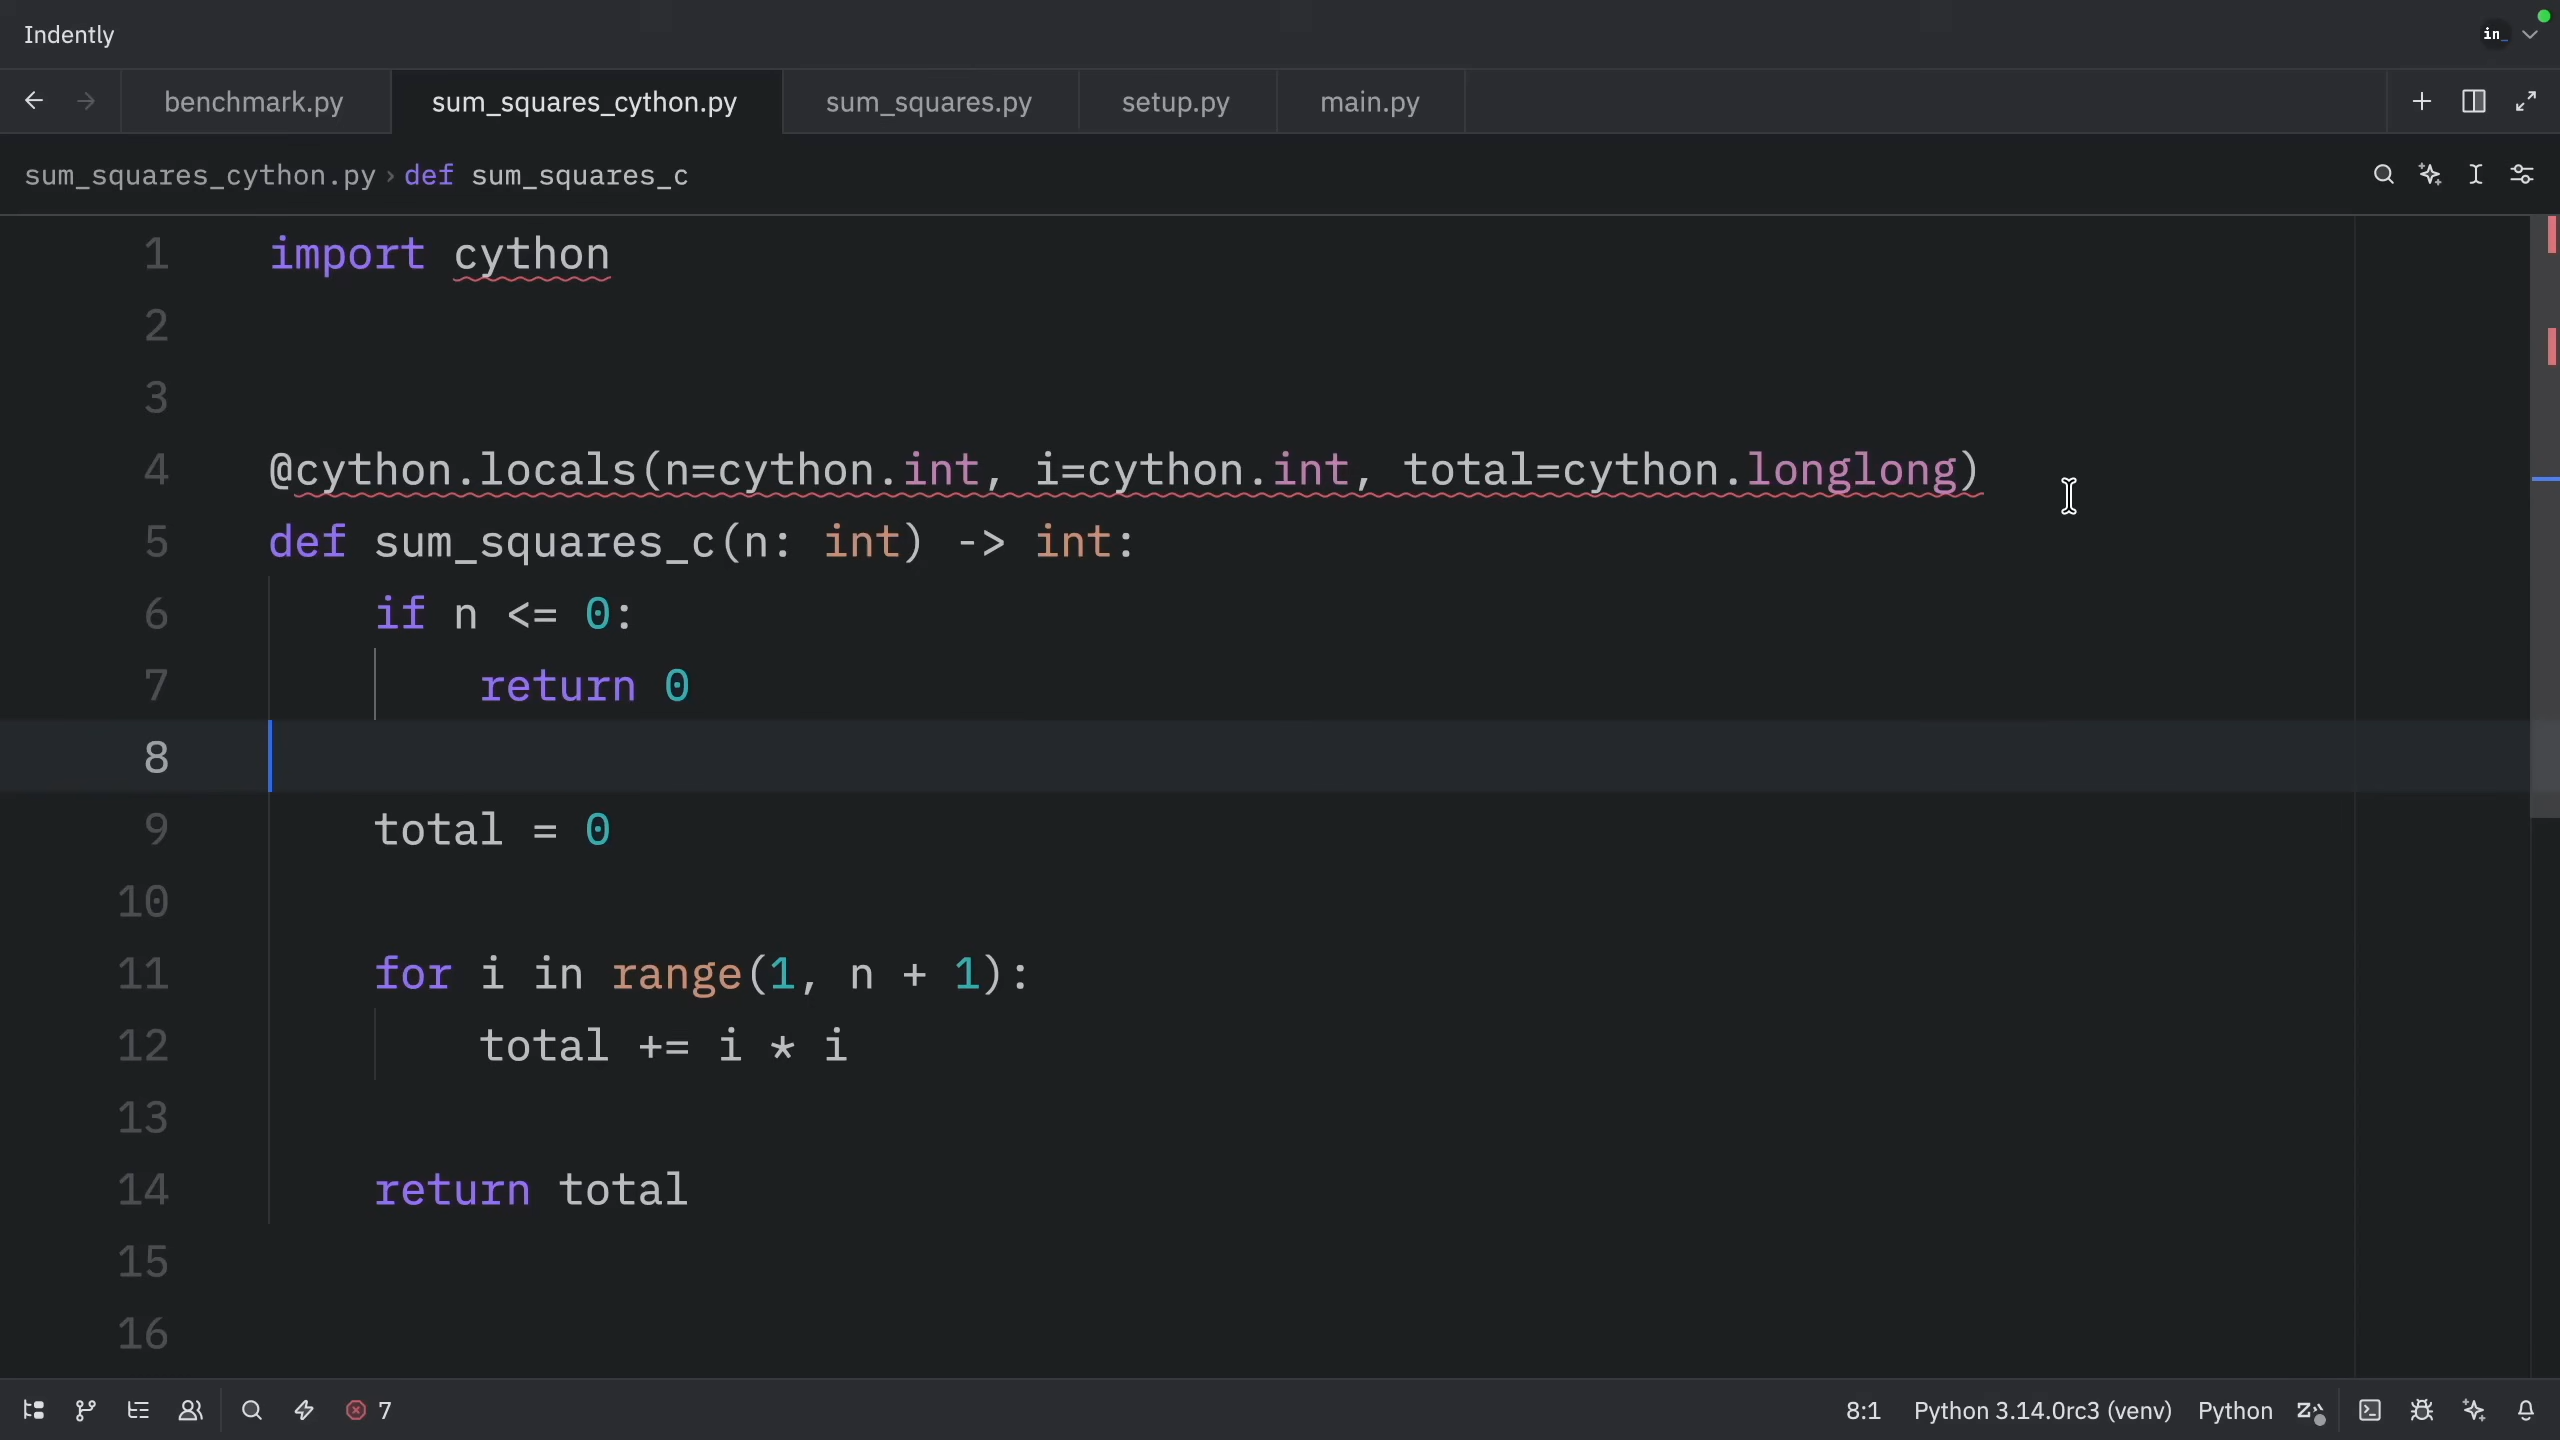 Indently
in_
benchmark.py sum_squares_cython.py sum_squares.py setup.py main.py
sum_squares_cython.py › def sum_squares_c
1 import cython
2
3
4 @cython.locals(n=cython.int, i=cython.int, total=cython.longlong)
5 def sum_squares_c(n: int) -> int:
6     if n <= 0:
7         return 0
8
9     total = 0
10
11     for i in range(1, n + 1):
12         total += i * i
13
14     return total
15
16
7 8:1 Python 3.14.0rc3 (venv) Python